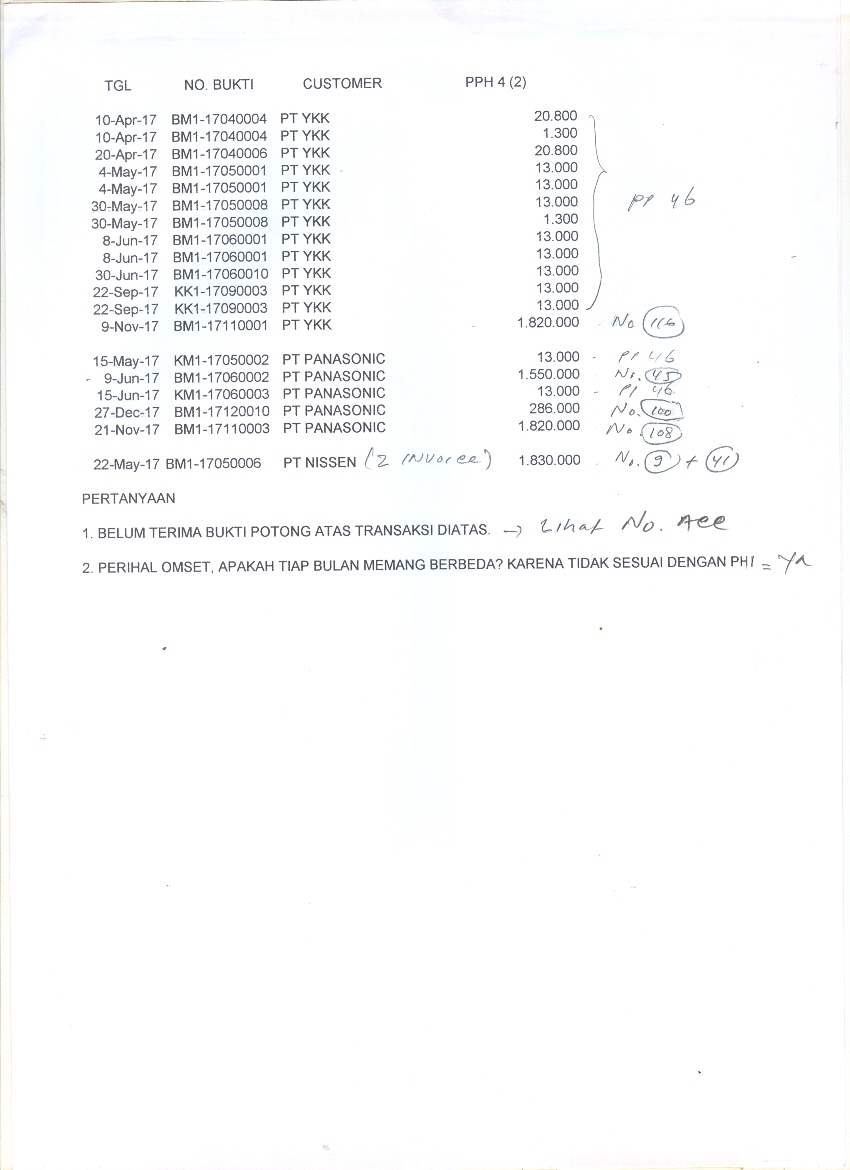 TGL NO. BUKTI CUSTOMER PPH 4 (2)
10-Apr-17 BM1-17040004 PT YKK 20.800
10-Apr-17 BM1-17040004 PT YKK 1.300
20-Apr-17 BM1-17040006 PT YKK 20.800
4-May-17 BM1-17050001 PT YKK 13.000
4-May-17 BM1-17050001 PT YKK 13.000
30-May-17 BM1-17050008 PT YKK 13.000 PP 46
30-May-17 BM1-17050008 PT YKK 1.300
8-Jun-17 BM1-17060001 PT YKK 13.000
8-Jun-17 BM1-17060001 PT YKK 13.000
30-Jun-17 BM1-17060010 PT YKK 13.000
22-Sep-17 KK1-17090003 PT YKK 13.000
22-Sep-17 KK1-17090003 PT YKK 13.000
9-Nov-17 BM1-17110001 PT YKK 1.820.000 No 116
15-May-17 KM1-17050002 PT PANASONIC 13.000 - PP 46
- 9-Jun-17 BM1-17060002 PT PANASONIC 1.550.000 No. 45
15-Jun-17 KM1-17060003 PT PANASONIC 13.000 - PP 46
27-Dec-17 BM1-17120010 PT PANASONIC 286.000 No. 100
21-Nov-17 BM1-17110003 PT PANASONIC 1.820.000 No. 108
22-May-17 BM1-17050006 PT NISSEN (2 INVOICE) 1.830.000 No. 9 + 41
PERTANYAAN
1. BELUM TERIMA BUKTI POTONG ATAS TRANSAKSI DIATAS. → Lihat No. Acc
2. PERIHAL OMSET, APAKAH TIAP BULAN MEMANG BERBEDA? KARENA TIDAK SESUAI DENGAN PHI = YA